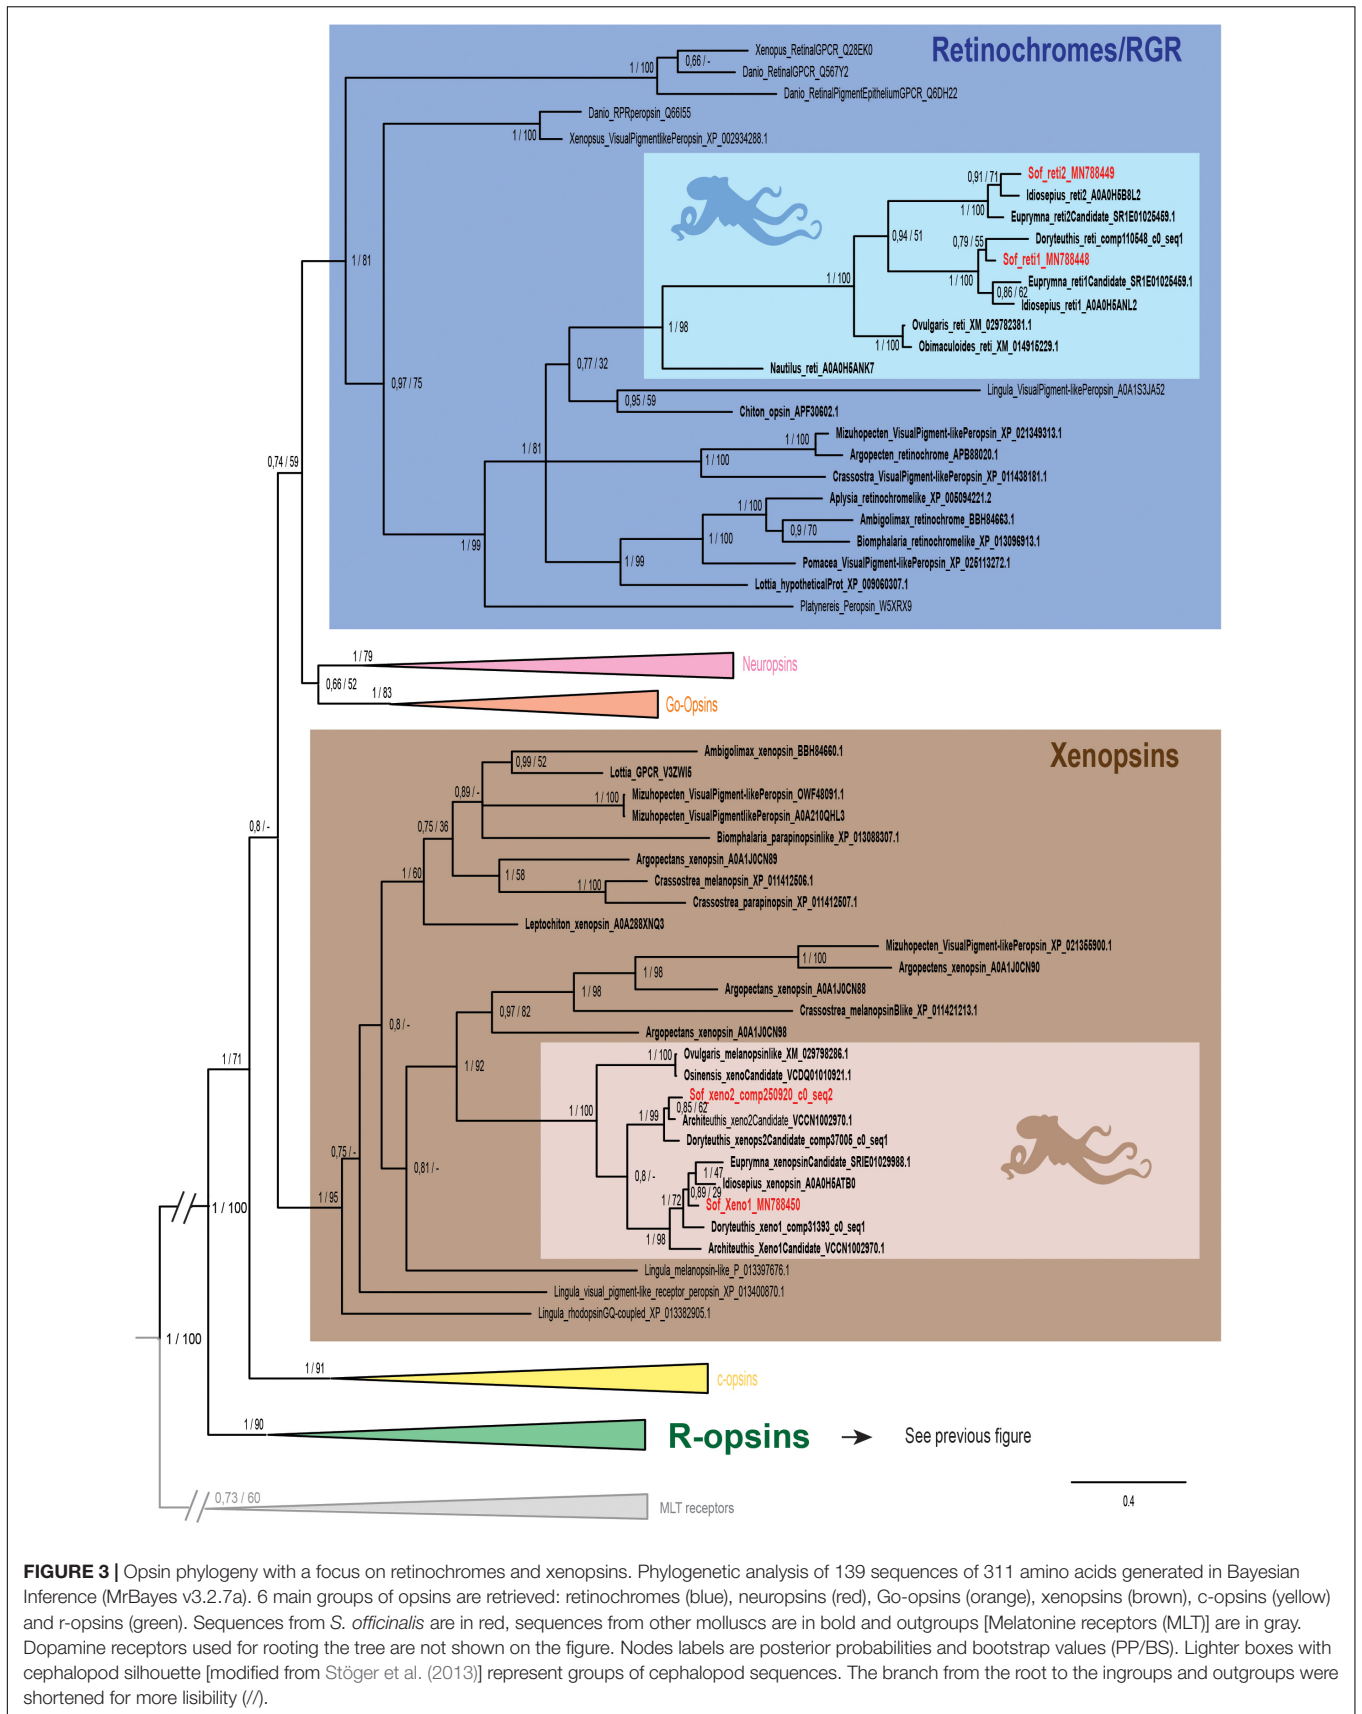 Retinochromes/RGR
Xenopus_RetinalGPCR_Q28EK0
0,66 / -
Danio_RetinalGPCR_Q567Y2
1 / 100
Danio_RetinalPigmentEpitheliumGPCR_Q6DH22
Danio_RPRperopsin_Q66I55
1 / 100
Xenopsus_VisualPigmentlikePeropsin_XP_002934288.1
Sof_reti2_MN788449
0,91 / 71
Idiosepius_reti2_A0A0H5B8L2
1 / 100
Euprymna_reti2Candidate_SR1E01025459.1
0,94 / 51
0,79 / 55
Doryteuthis_reti_comp110548_c0_seq1
Sof_reti1_MN788448
1 / 81
1 / 100
1 / 100
Euprymna_reti1Candidate_SR1E01025459.1
0,86 / 62
Idiosepius_reti1_A0A0H5ANL2
Ovulgaris_reti_XM_029782381.1
1 / 98
1 / 100
Obimaculoides_reti_XM_014915229.1
0,77 / 32
Nautilus_reti_A0A0H5ANK7
0,97 / 75
Lingula_VisualPigment-likePeropsin_A0A1S3JA52
0,95 / 59
Chiton_opsin_APF30602.1
Mizuhopecten_VisualPigment-likePeropsin_XP_021349313.1
1 / 100
1 / 81
Argopecten_retinochrome_APB88020.1
0,74 / 59
1 / 100
Crassostra_VisualPigment-likePeropsin_XP_011438181.1
Aplysia_retinochromelike_XP_005094221.2
1 / 100
Ambigolimax_retinochrome_BBH84663.1
0,9 / 70
1 / 99
1 / 100
Biomphalaria_retinochromelike_XP_013096913.1
1 / 99
Pomacea_VisualPigment-likePeropsin_XP_025113272.1
Lottia_hypotheticalProt_XP_009060307.1
Platynereis_Peropsin_W5XRX9
1 / 79
Neuropsins
0,66 / 52
1 / 83
Go-Opsins
Xenopsins
Ambigolimax_xenopsin_BBH84660.1
0,99 / 52
Lottia_GPCR_V3ZWI5
0,89 / -
1 / 100
Mizuhopecten_VisualPigment-likePeropsin_OWF48091.1
Mizuhopecten_VisualPigmentlikePeropsin_A0A210QHL3
0,8 / -
0,75 / 36
Biomphalaria_parapinopsinlike_XP_013088307.1
Argopectans_xenopsin_A0A1J0CN89
1 / 60
1 / 58
Crassostrea_melanopsin_XP_011412506.1
1 / 100
Crassostrea_parapinopsin_XP_011412507.1
Leptochiton_xenopsin_A0A288XNQ3
Mizuhopecten_VisualPigment-likePeropsin_XP_021355900.1
1 / 100
1 / 98
Argopectens_xenopsin_A0A1J0CN90
1 / 98
Argopectans_xenopsin_A0A1J0CN88
0,97 / 82
Crassostrea_melanopsinBlike_XP_011421213.1
0,8 / -
Argopectans_xenopsin_A0A1J0CN98
1 / 71
1 / 92
1 / 100
Ovulgaris_melanopsinlike_XM_029798286.1
Osinensis_xenoCandidate_VCDQ01010921.1
Sof_xeno2_comp250920_c0_seq2
1 / 100
1 / 99
0,85 / 62
Architeuthis_xeno2Candidate_VCCN1002970.1
Doryteuthis_xenops2Candidate_comp37005_c0_seq1
0,75 / -
0,81 / -
0,8 / -
Euprymna_xenopsinCandidate_SRIE01029988.1
1 / 47
Idiosepius_xenopsin_A0A0H5ATB0
0,89 / 29
1 / 95
1 / 100
1 / 72
Sof_Xeno1_MN788450
Doryteuthis_xeno1_comp31393_c0_seq1
1 / 98
Architeuthis_Xeno1Candidate_VCCN1002970.1
Lingula_melanopsin-like_P_013397676.1
Lingula_visual_pigment-like_receptor_peropsin_XP_013400870.1
Lingula_rhodopsinGQ-coupled_XP_013382905.1
1 / 100
1 / 91
c-opsins
1 / 90
R-opsins
See previous figure
0,73 / 60
MLT receptors
0.4
FIGURE 3 | Opsin phylogeny with a focus on retinochromes and xenopsins. Phylogenetic analysis of 139 sequences of 311 amino acids generated in Bayesian
Inference (MrBayes v3.2.7a). 6 main groups of opsins are retrieved: retinochromes (blue), neuropsins (red), Go-opsins (orange), xenopsins (brown), c-opsins (yellow)
and r-opsins (green). Sequences from S. officinalis are in red, sequences from other molluscs are in bold and outgroups [Melatonine receptors (MLT)] are in gray.
Dopamine receptors used for rooting the tree are not shown on the figure. Nodes labels are posterior probabilities and bootstrap values (PP/BS). Lighter boxes with
cephalopod silhouette [modified from Stöger et al. (2013)] represent groups of cephalopod sequences. The branch from the root to the ingroups and outgroups were
shortened for more lisibility (//).